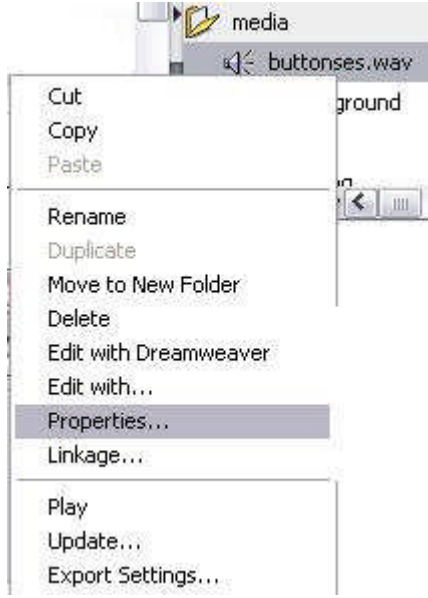 media
buttonses.wav
ground
Cut
Copy
Paste
Rename
Duplicate
Move to New Folder
Delete
Edit with Dreamweaver
Edit with...
Properties...
Linkage...
Play
Update...
Export Settings...